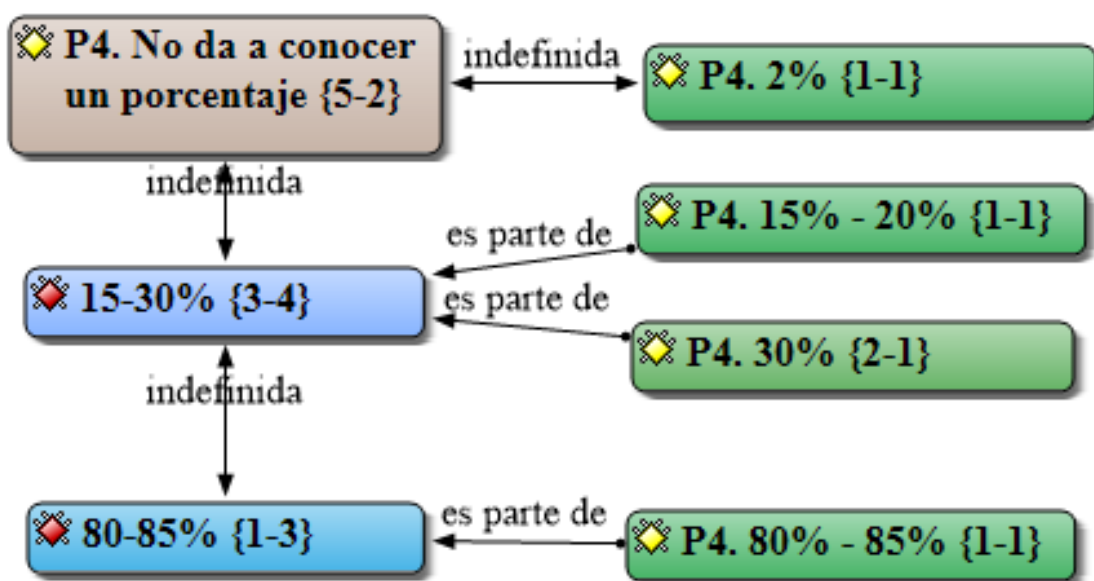 P4. No da a conocer
un porcentaje {5-2}
indefinida
P4. 2% {1-1}
indefinida
P4. 15% - 20% {1-1}
es parte de
15-30% {3-4}
es parte de
P4. 30% {2-1}
indefinida
80-85% {1-3}
es parte de
P4. 80% - 85% {1-1}